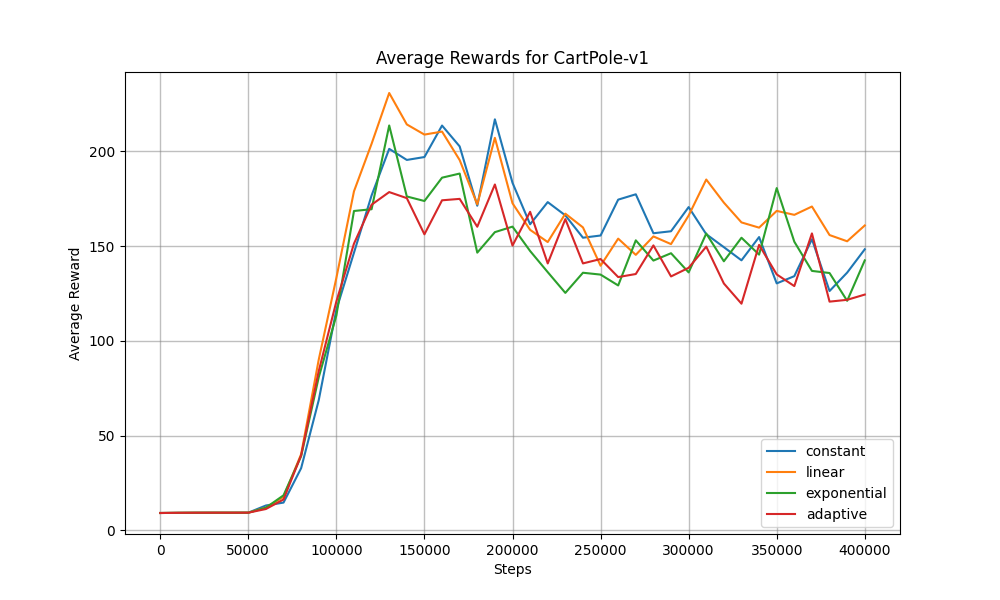 Average Rewards for CartPole-v1
Average Reward
200
150
100
50
0
0 50000 100000 150000 200000 250000 300000 350000 400000
Steps
constant
linear
exponential
adaptive